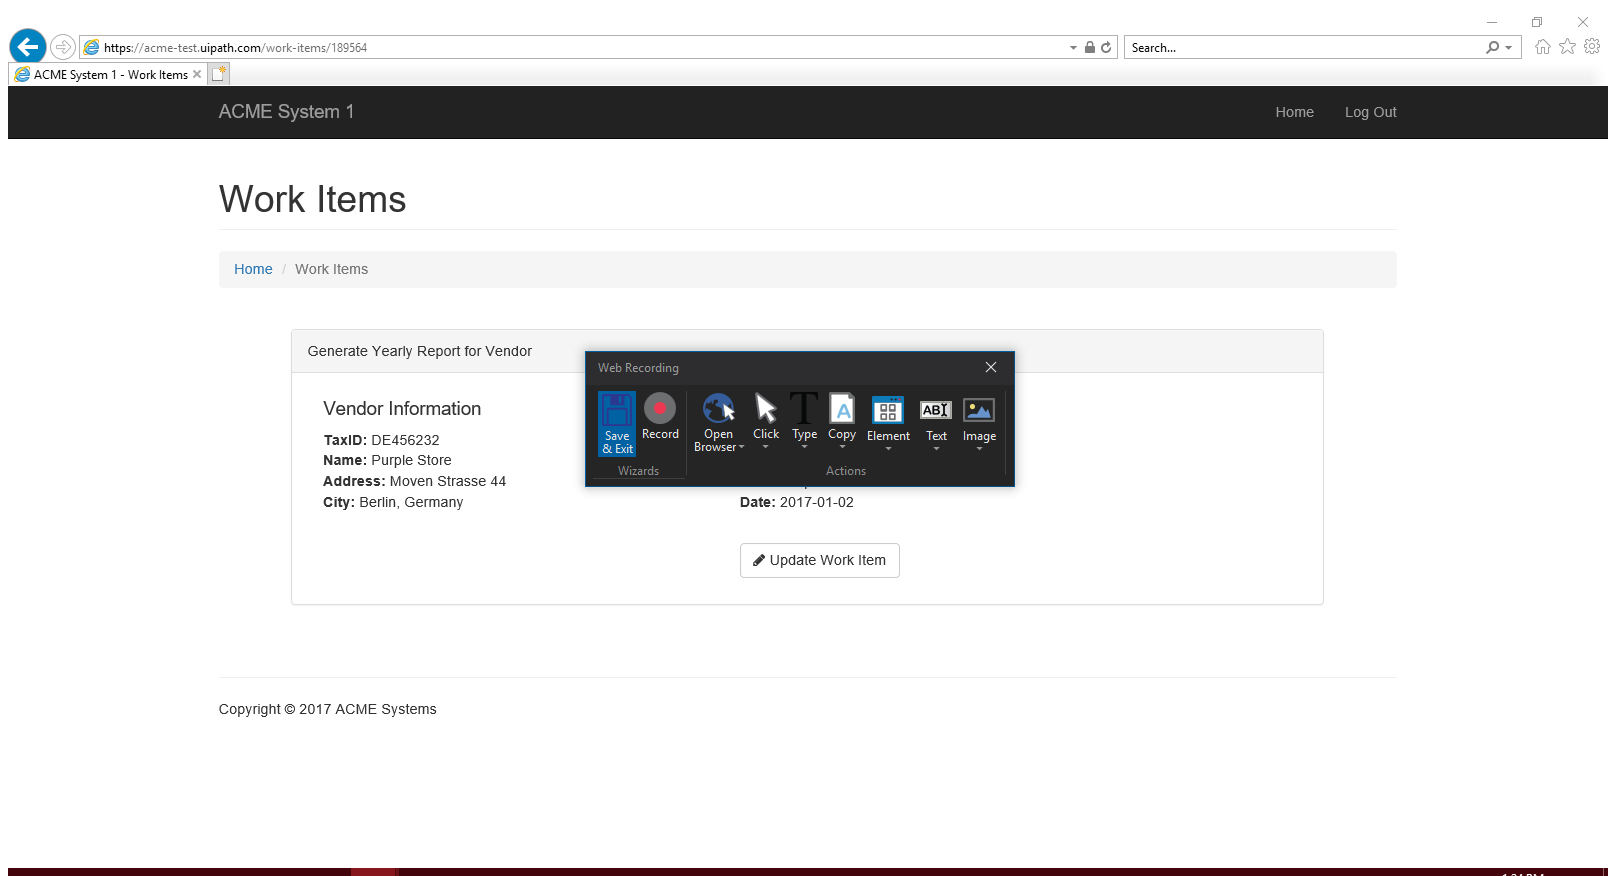 https://acme-test.uipath.com/work-items/189564
Search...
ACME System 1 - Work Items
ACME System 1
Home
Log Out
Work Items
Home / Work Items
Generate Yearly Report for Vendor
Web Recording
Save & Exit
Record
Open Browser
Click
Type
Copy
Element
Text
Image
Wizards
Actions
Vendor Information
TaxID: DE456232
Name: Purple Store
Address: Moven Strasse 44
City: Berlin, Germany
Date: 2017-01-02
Update Work Item
Copyright © 2017 ACME Systems